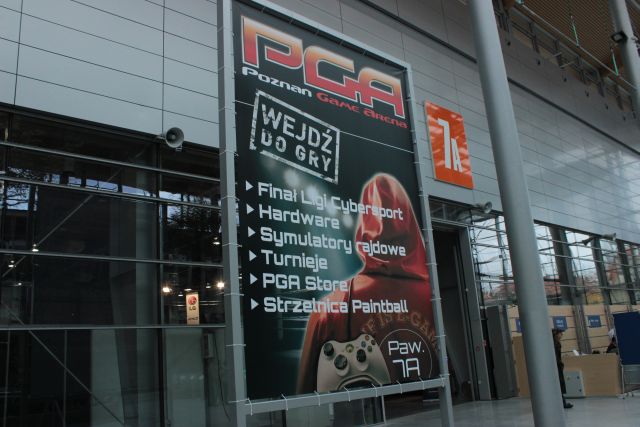 PGA
POZNAN GAME ARENA
WEJDŹ
DO GRY
7A
Finał Ligi Cybersport
Hardware
Symulatory rajdowe
Turnieje
PGA Store
Strzelnica Paintball
LG
Paw.
7A